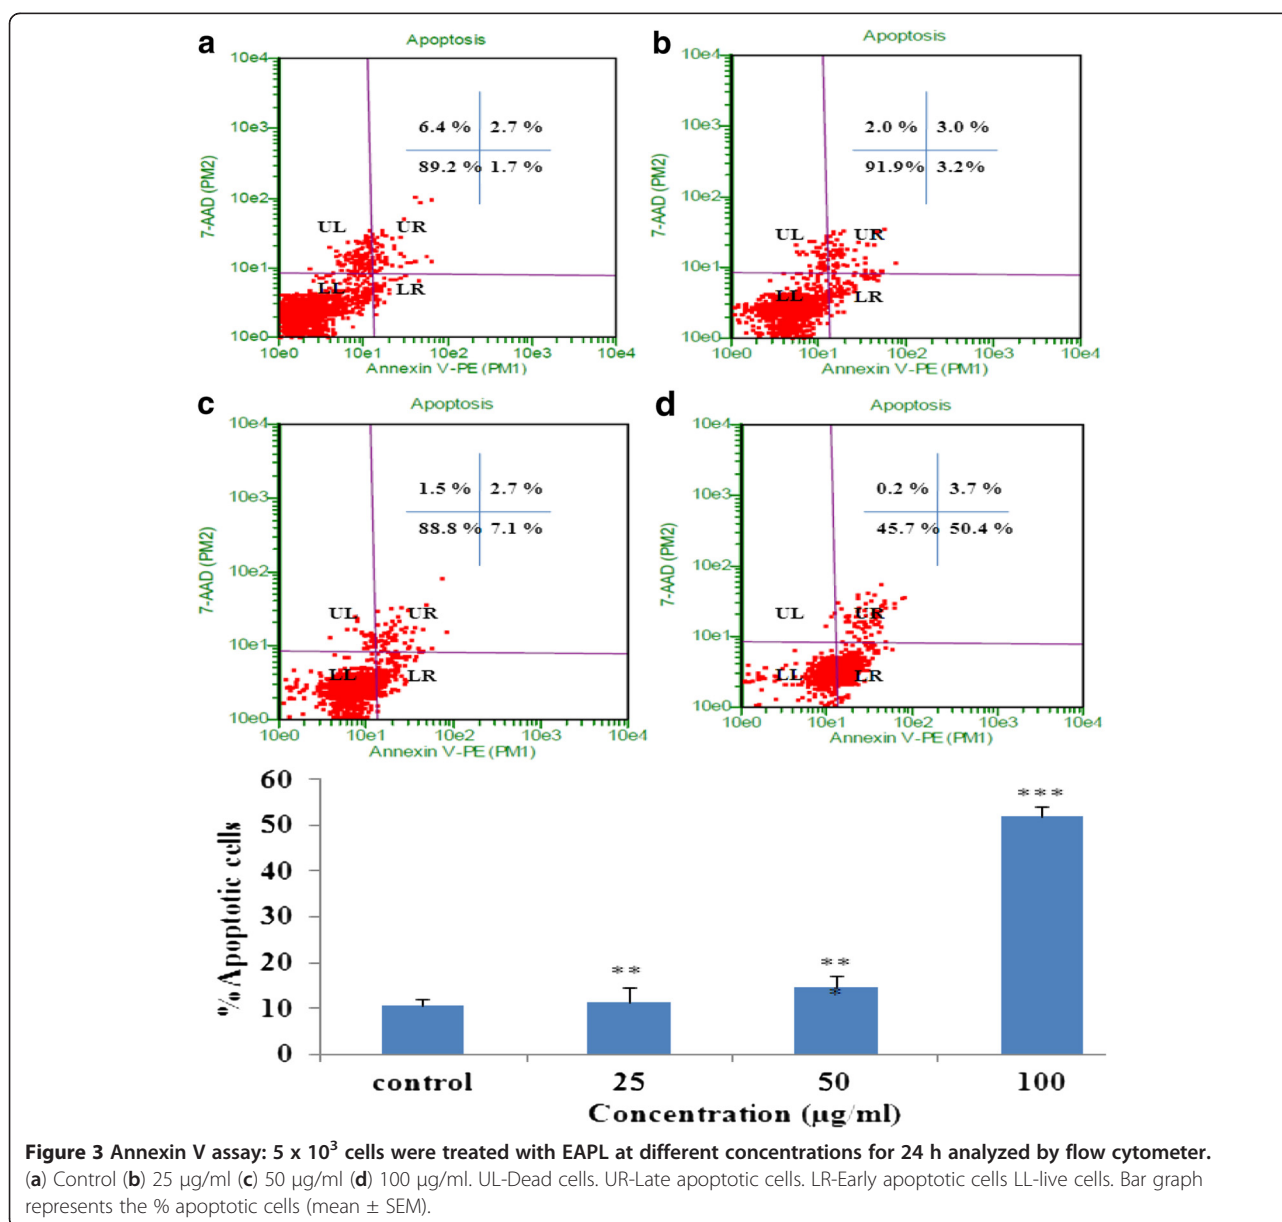 a
Apoptosis
10e4
10e3
10e2
10e1
10e0
7-AAD (PM2)
6.4 % 2.7 %
89.2 % 1.7 %
UL UR
LL LR
10e0 10e1 10e2 10e3 10e4
Annexin V-PE (PM1)
b
Apoptosis
10e4
10e3
10e2
10e1
10e0
7-AAD (PM2)
2.0 % 3.0 %
91.9% 3.2%
UL UR
LL LR
10e0 10e1 10e2 10e3 10e4
Annexin V-PE (PM1)
c
Apoptosis
10e4
10e3
10e2
10e1
10e0
7-AAD (PM2)
1.5 % 2.7 %
88.8 % 7.1 %
UL UR
LL LR
10e0 10e1 10e2 10e3 10e4
Annexin V-PE (PM1)
d
Apoptosis
10e4
10e3
10e2
10e1
10e0
7-AAD (PM2)
0.2 % 3.7 %
45.7 % 50.4 %
UL UR
LL LR
10e0 10e1 10e2 10e3 10e4
Annexin V-PE (PM1)
% Apoptotic cells
60
50
40
30
20
10
0
**
**
*
***
control 25 50 100
Concentration (µg/ml)
Figure 3 Annexin V assay: 5 x 10³ cells were treated with EAPL at different concentrations for 24 h analyzed by flow cytometer.
(a) Control (b) 25 µg/ml (c) 50 µg/ml (d) 100 µg/ml. UL-Dead cells. UR-Late apoptotic cells. LR-Early apoptotic cells LL-live cells. Bar graph
represents the % apoptotic cells (mean ± SEM).